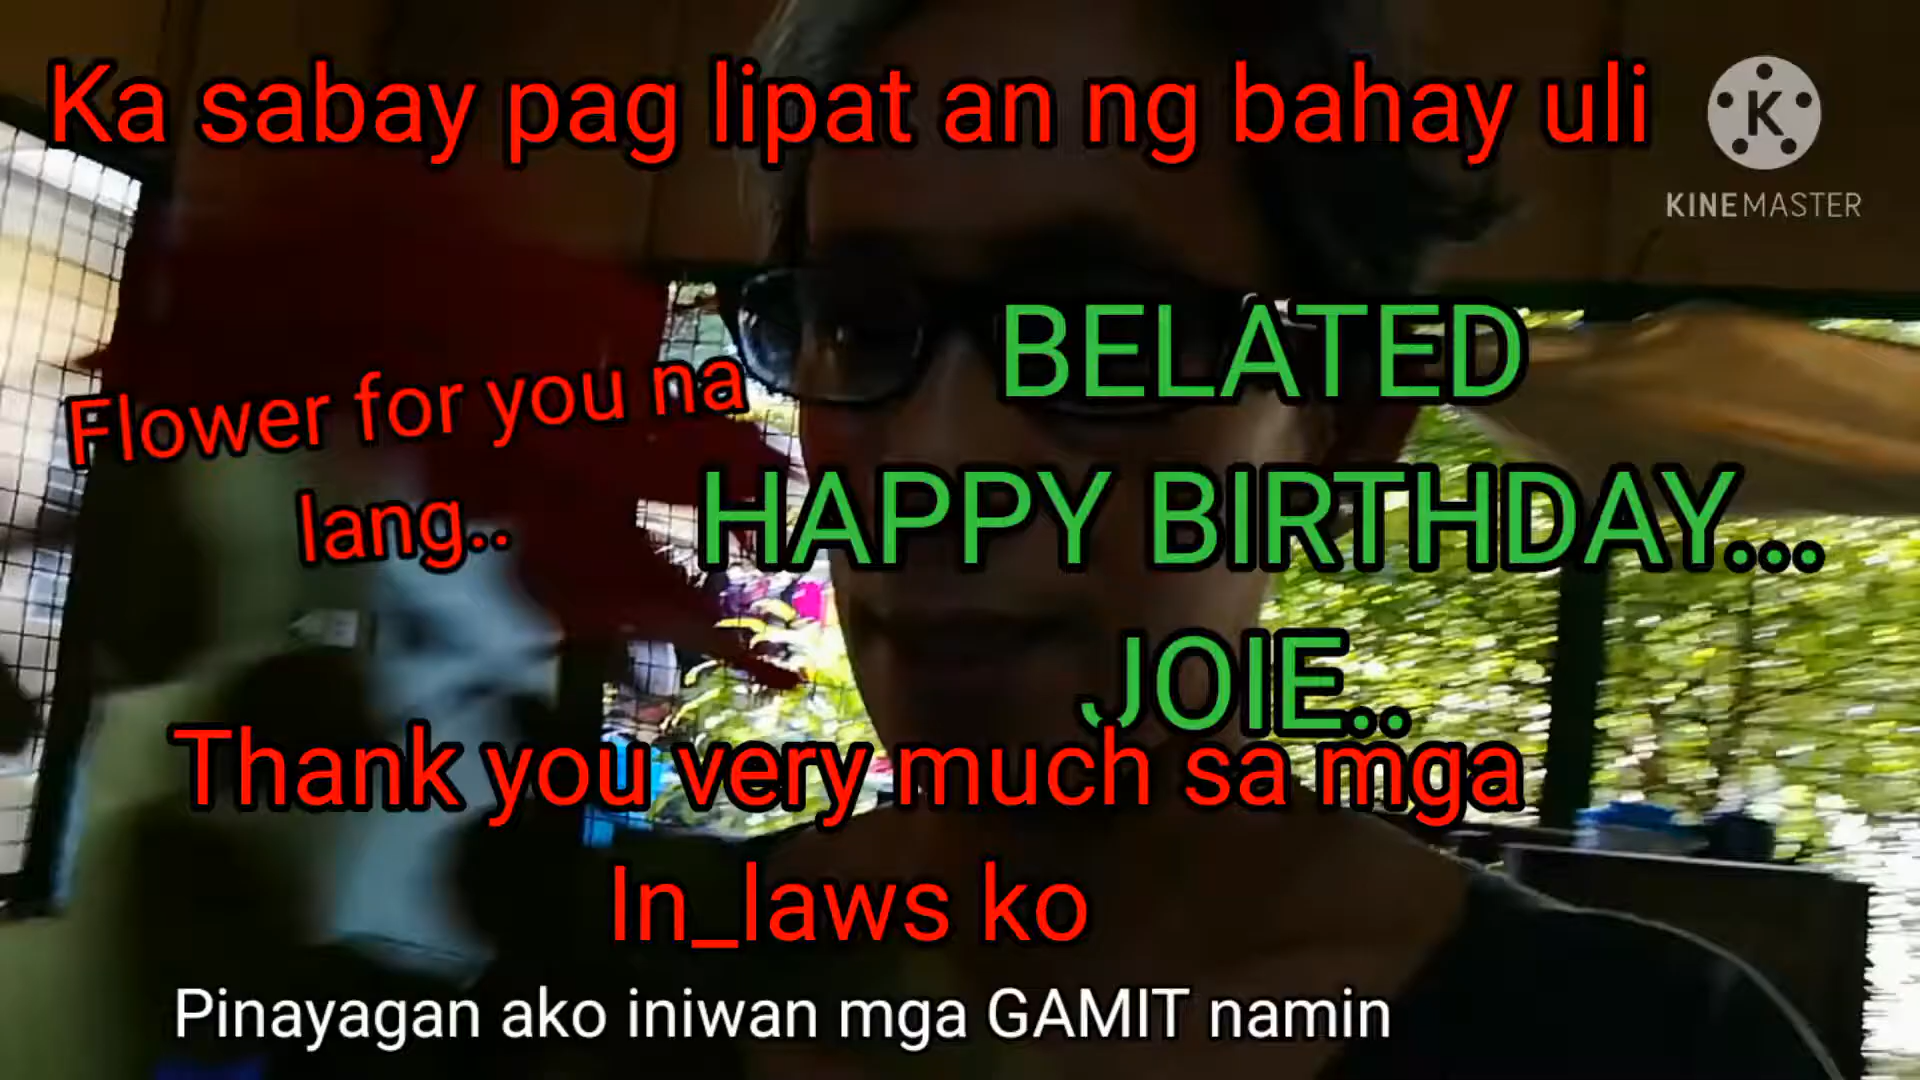 Ka sabay pag lipat an ng bahay uli
KINEMASTER
Flower for you na
lang..
BELATED
HAPPY BIRTHDAY...
JOIE..
Thank you very much sa mga
In_laws ko
Pinayagan ako iniwan mga GAMIT namin